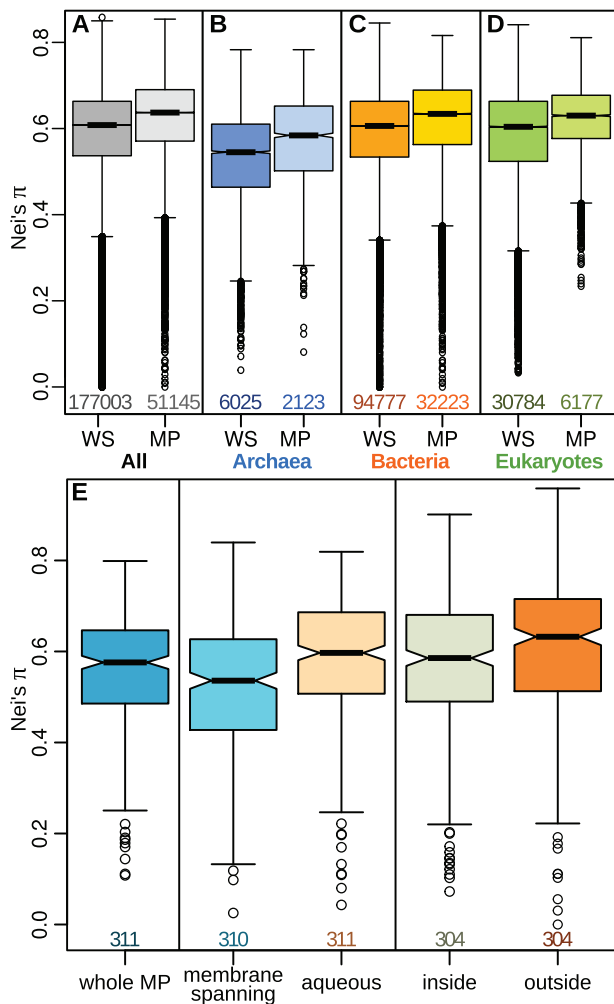 A B C D
0.8
0.6
0.4
0.2
0.0
Nei's π
177003 51145 6025 2123 94777 32223 30784 6177
WS MP WS MP WS MP WS MP
All Archaea Bacteria Eukaryotes
E
0.8
0.6
0.4
0.2
0.0
Nei's π
311 310 311 304 304
whole MP membrane spanning aqueous inside outside